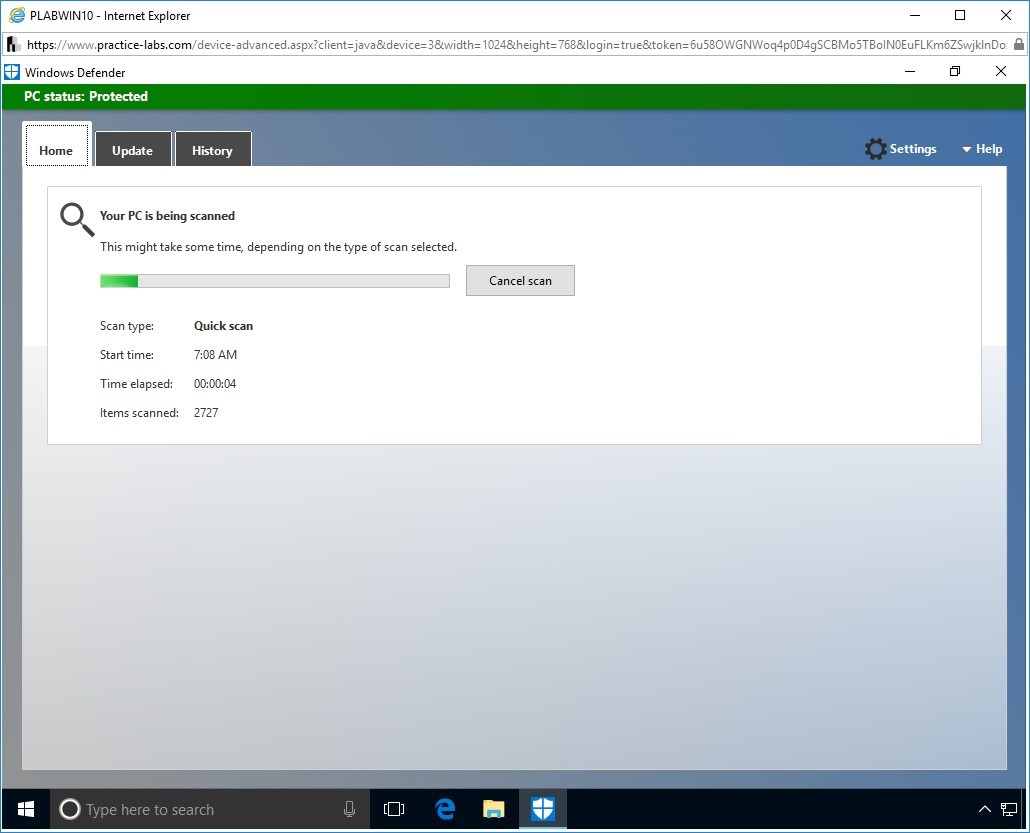 PLABWIN10 - Internet Explorer
https://www.practice-labs.com/device-advanced.aspx?client=java&device=3&width=1024&height=768&login=true&token=6u58OWGNWoq4p0D4gSCBMo5TBoIN0EuFLKm6ZSwjkInDo
Windows Defender
PC status: Protected
Home
Update
History
Settings
Help
Your PC is being scanned
This might take some time, depending on the type of scan selected.
Cancel scan
Scan type: Quick scan
Start time: 7:08 AM
Time elapsed: 00:00:04
Items scanned: 2727
Type here to search